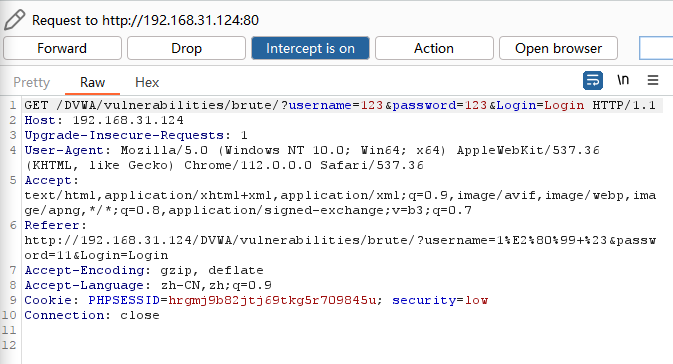 Request to http://192.168.31.124:80
Forward Drop Intercept is on Action Open browser
Pretty Raw Hex \n
1 GET /DVWA/vulnerabilities/brute/?username=123&password=123&Login=Login HTTP/1.1
2 Host: 192.168.31.124
3 Upgrade-Insecure-Requests: 1
4 User-Agent: Mozilla/5.0 (Windows NT 10.0; Win64; x64) AppleWebKit/537.36
(KHTML, like Gecko) Chrome/112.0.0.0 Safari/537.36
5 Accept:
text/html,application/xhtml+xml,application/xml;q=0.9,image/avif,image/webp,ima
ge/apng,*/*;q=0.8,application/signed-exchange;v=b3;q=0.7
6 Referer:
http://192.168.31.124/DVWA/vulnerabilities/brute/?username=1%E2%80%99+%23&passw
ord=11&Login=Login
7 Accept-Encoding: gzip, deflate
8 Accept-Language: zh-CN,zh;q=0.9
9 Cookie: PHPSESSID=hrgmj9b82jtj69tkg5r709845u; security=low
10 Connection: close
11
12